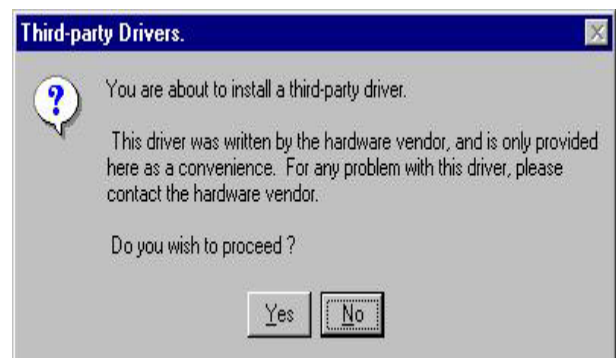 Third-party Drivers.
You are about to install a third-party driver.
This driver was written by the hardware vendor, and is only provided
here as a convenience. For any problem with this driver, please
contact the hardware vendor.
Do you wish to proceed ?
Yes No